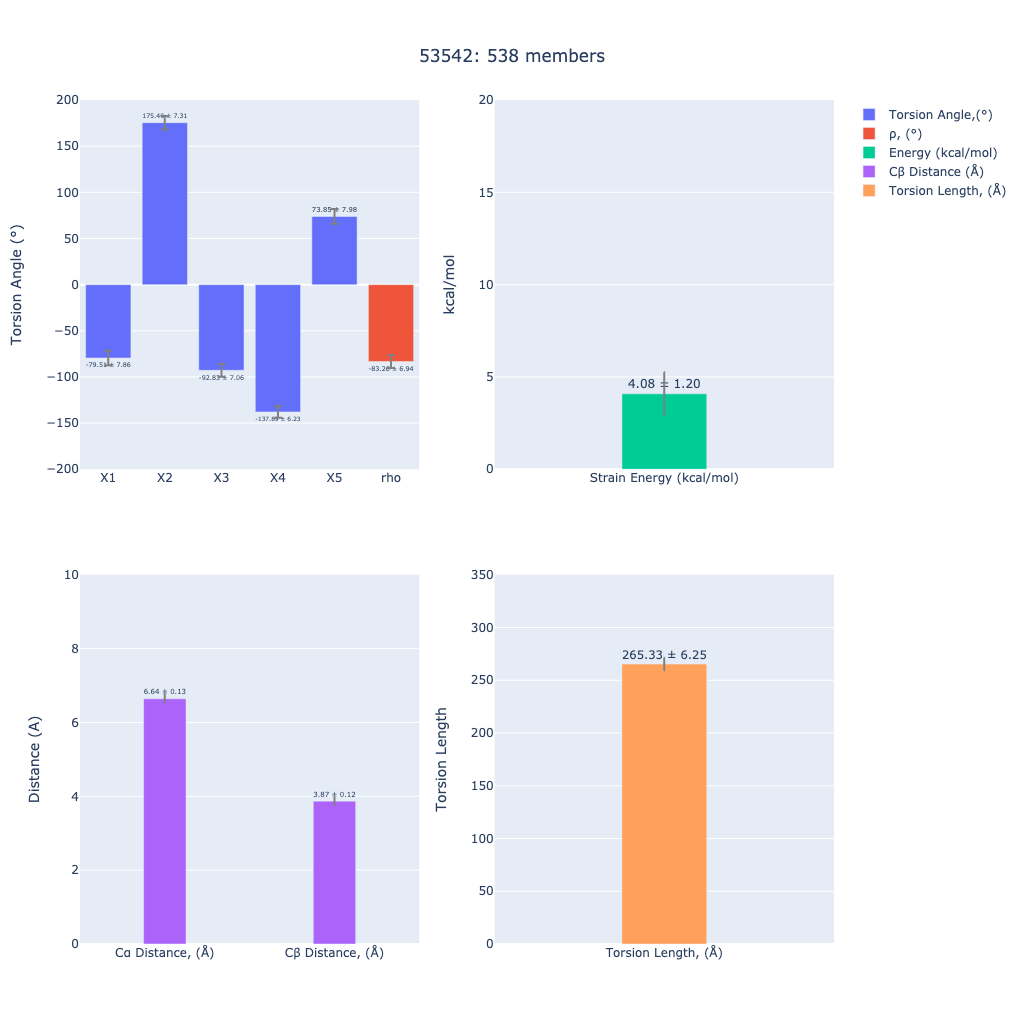 53542: 538 members
Torsion Angle (°)
200
150
100
50
0
−50
−100
−150
−200
175.40 ± 7.31
73.85 ± 7.98
-79.51 ± 7.86
-92.83 ± 7.06
-83.26 ± 6.94
X1 X2 X3 X4 X5 rho
kcal/mol
20
15
10
5
0
4.08 ± 1.20
Strain Energy (kcal/mol)
Torsion Angle,(°)
ρ, (°)
Energy (kcal/mol)
Cβ Distance (Å)
Torsion Length, (Å)
Distance (A)
10
8
6
4
2
0
6.64 ± 0.13
3.87 ± 0.12
Cα Distance, (Å) Cβ Distance, (Å)
Torsion Length
350
300
250
200
150
100
50
0
265.33 ± 6.25
Torsion Length, (Å)